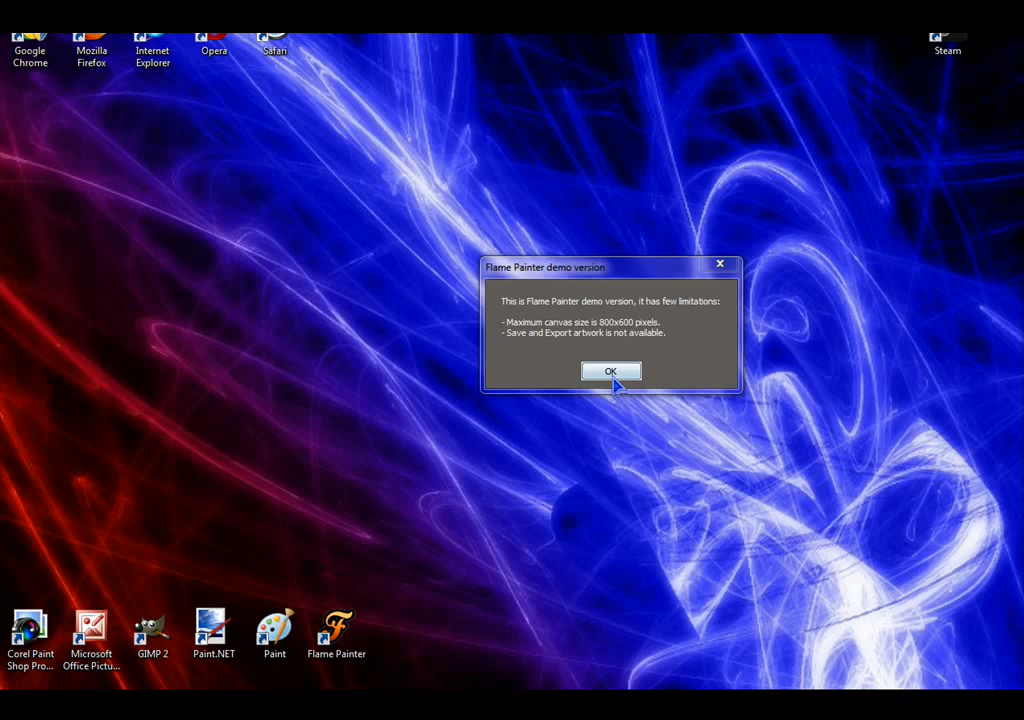 Google
Chrome
Mozilla
Firefox
Internet
Explorer
Opera
Safari
Steam
Flame Painter demo version
This is Flame Painter demo version, it has few limitations:
- Maximum canvas size is 800x600 pixels.
- Save and Export artwork is not available.
OK
Corel Paint
Shop Pro...
Microsoft
Office Pictu...
GIMP 2
Paint.NET
Paint
Flame Painter